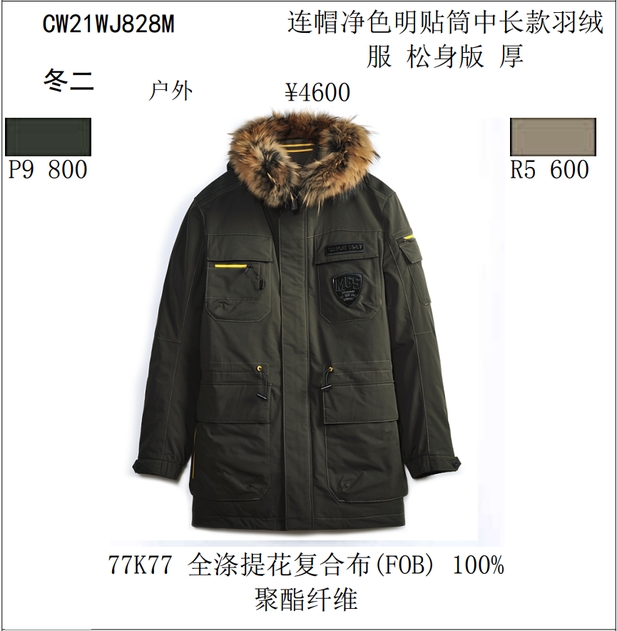 CW21WJ828M
连帽净色明贴筒中长款羽绒
服 松身版 厚
冬二
户外
¥4600
P9 800
R5 600
77K77 全涤提花复合布(FOB) 100%
聚酯纤维